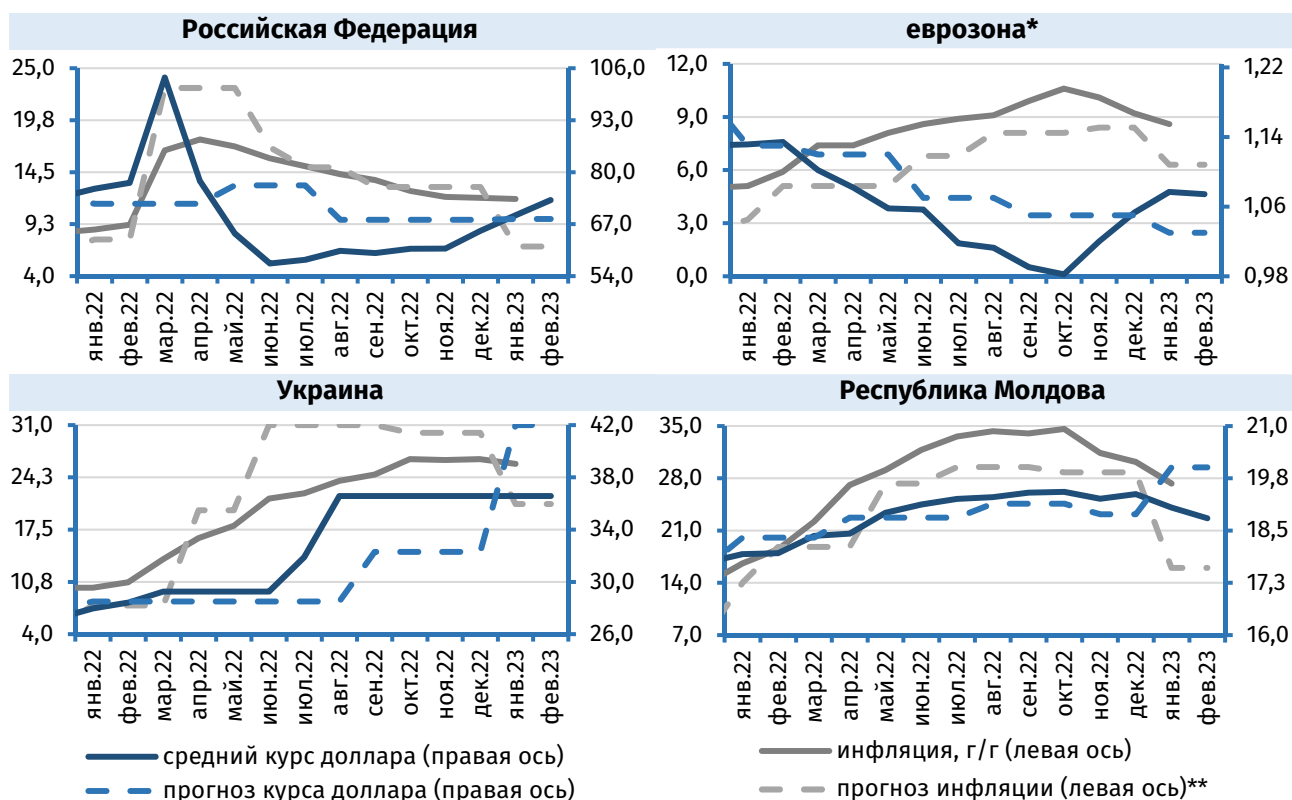 Российская Федерация
25,0
19,8
14,5
9,3
4,0
106,0
93,0
80,0
67,0
54,0
янв.22
фев.22
мар.22
апр.22
май.22
июн.22
июл.22
авг.22
сен.22
окт.22
ноя.22
дек.22
янв.23
фев.23
еврозона*
12,0
9,0
6,0
3,0
0,0
1,22
1,14
1,06
0,98
янв.22
фев.22
мар.22
апр.22
май.22
июн.22
июл.22
авг.22
сен.22
окт.22
ноя.22
дек.22
янв.23
фев.23
Украина
31,0
24,3
17,5
10,8
4,0
42,0
38,0
34,0
30,0
26,0
янв.22
фев.22
мар.22
апр.22
май.22
июн.22
июл.22
авг.22
сен.22
окт.22
ноя.22
дек.22
янв.23
фев.23
Республика Молдова
35,0
28,0
21,0
14,0
7,0
21,0
19,8
18,5
17,3
16,0
янв.22
фев.22
мар.22
апр.22
май.22
июн.22
июл.22
авг.22
сен.22
окт.22
ноя.22
дек.22
янв.23
фев.23
средний курс доллара (правая ось)
прогноз курса доллара (правая ось)
инфляция, г/г (левая ось)
прогноз инфляции (левая ось)**